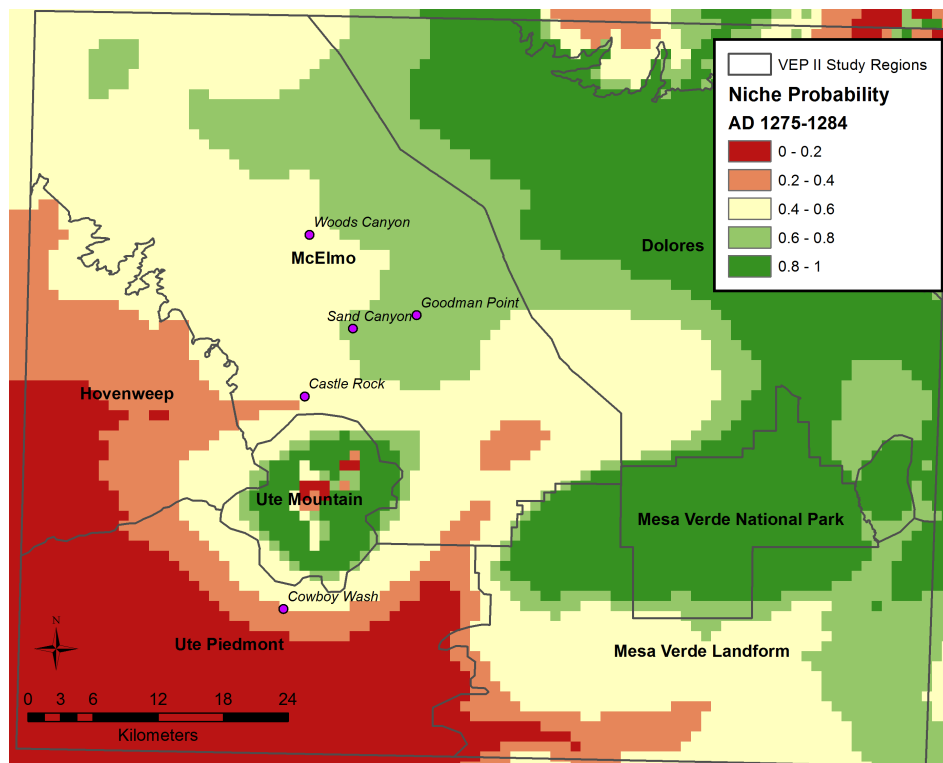 VEP II Study Regions
Niche Probability
AD 1275-1284
0 - 0.2
0.2 - 0.4
0.4 - 0.6
0.6 - 0.8
0.8 - 1
Woods Canyon
McElmo
Dolores
Goodman Point
Sand Canyon
Castle Rock
Hovenweep
Ute Mountain
Mesa Verde National Park
Cowboy Wash
N
Ute Piedmont
Mesa Verde Landform
0 3 6 12 18 24
Kilometers